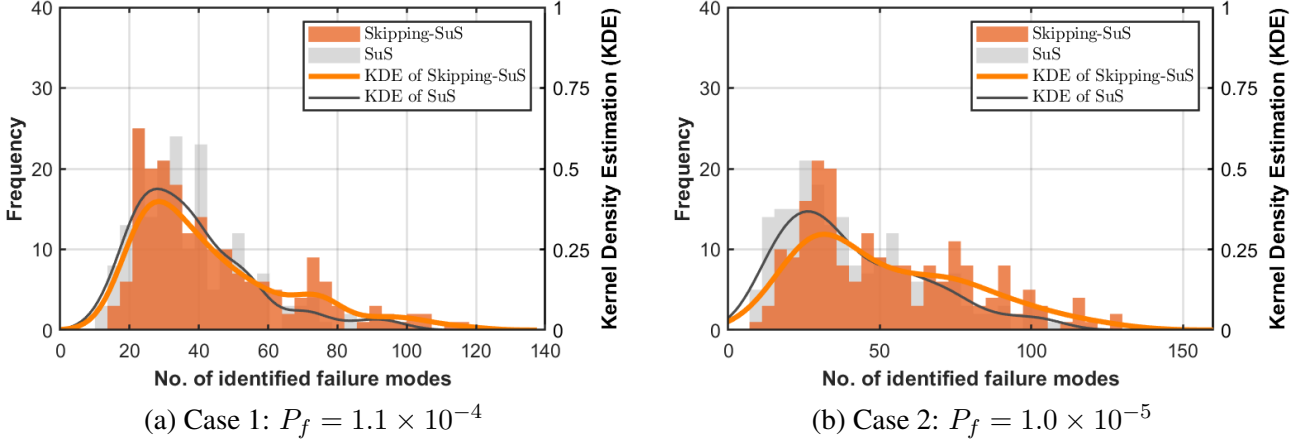 40
30
20
10
0
Frequency
1
0.75
0.5
0.25
0
Kernel Density Estimation (KDE)
Skipping-SuS
SuS
KDE of Skipping-SuS
KDE of SuS
0 20 40 60 80 100 120 140
No. of identified failure modes
(a) Case 1: $P_f = 1.1 \times 10^{-4}$
40
30
20
10
0
Frequency
1
0.75
0.5
0.25
0
Kernel Density Estimation (KDE)
Skipping-SuS
SuS
KDE of Skipping-SuS
KDE of SuS
0 50 100 150
No. of identified failure modes
(b) Case 2: $P_f = 1.0 \times 10^{-5}$